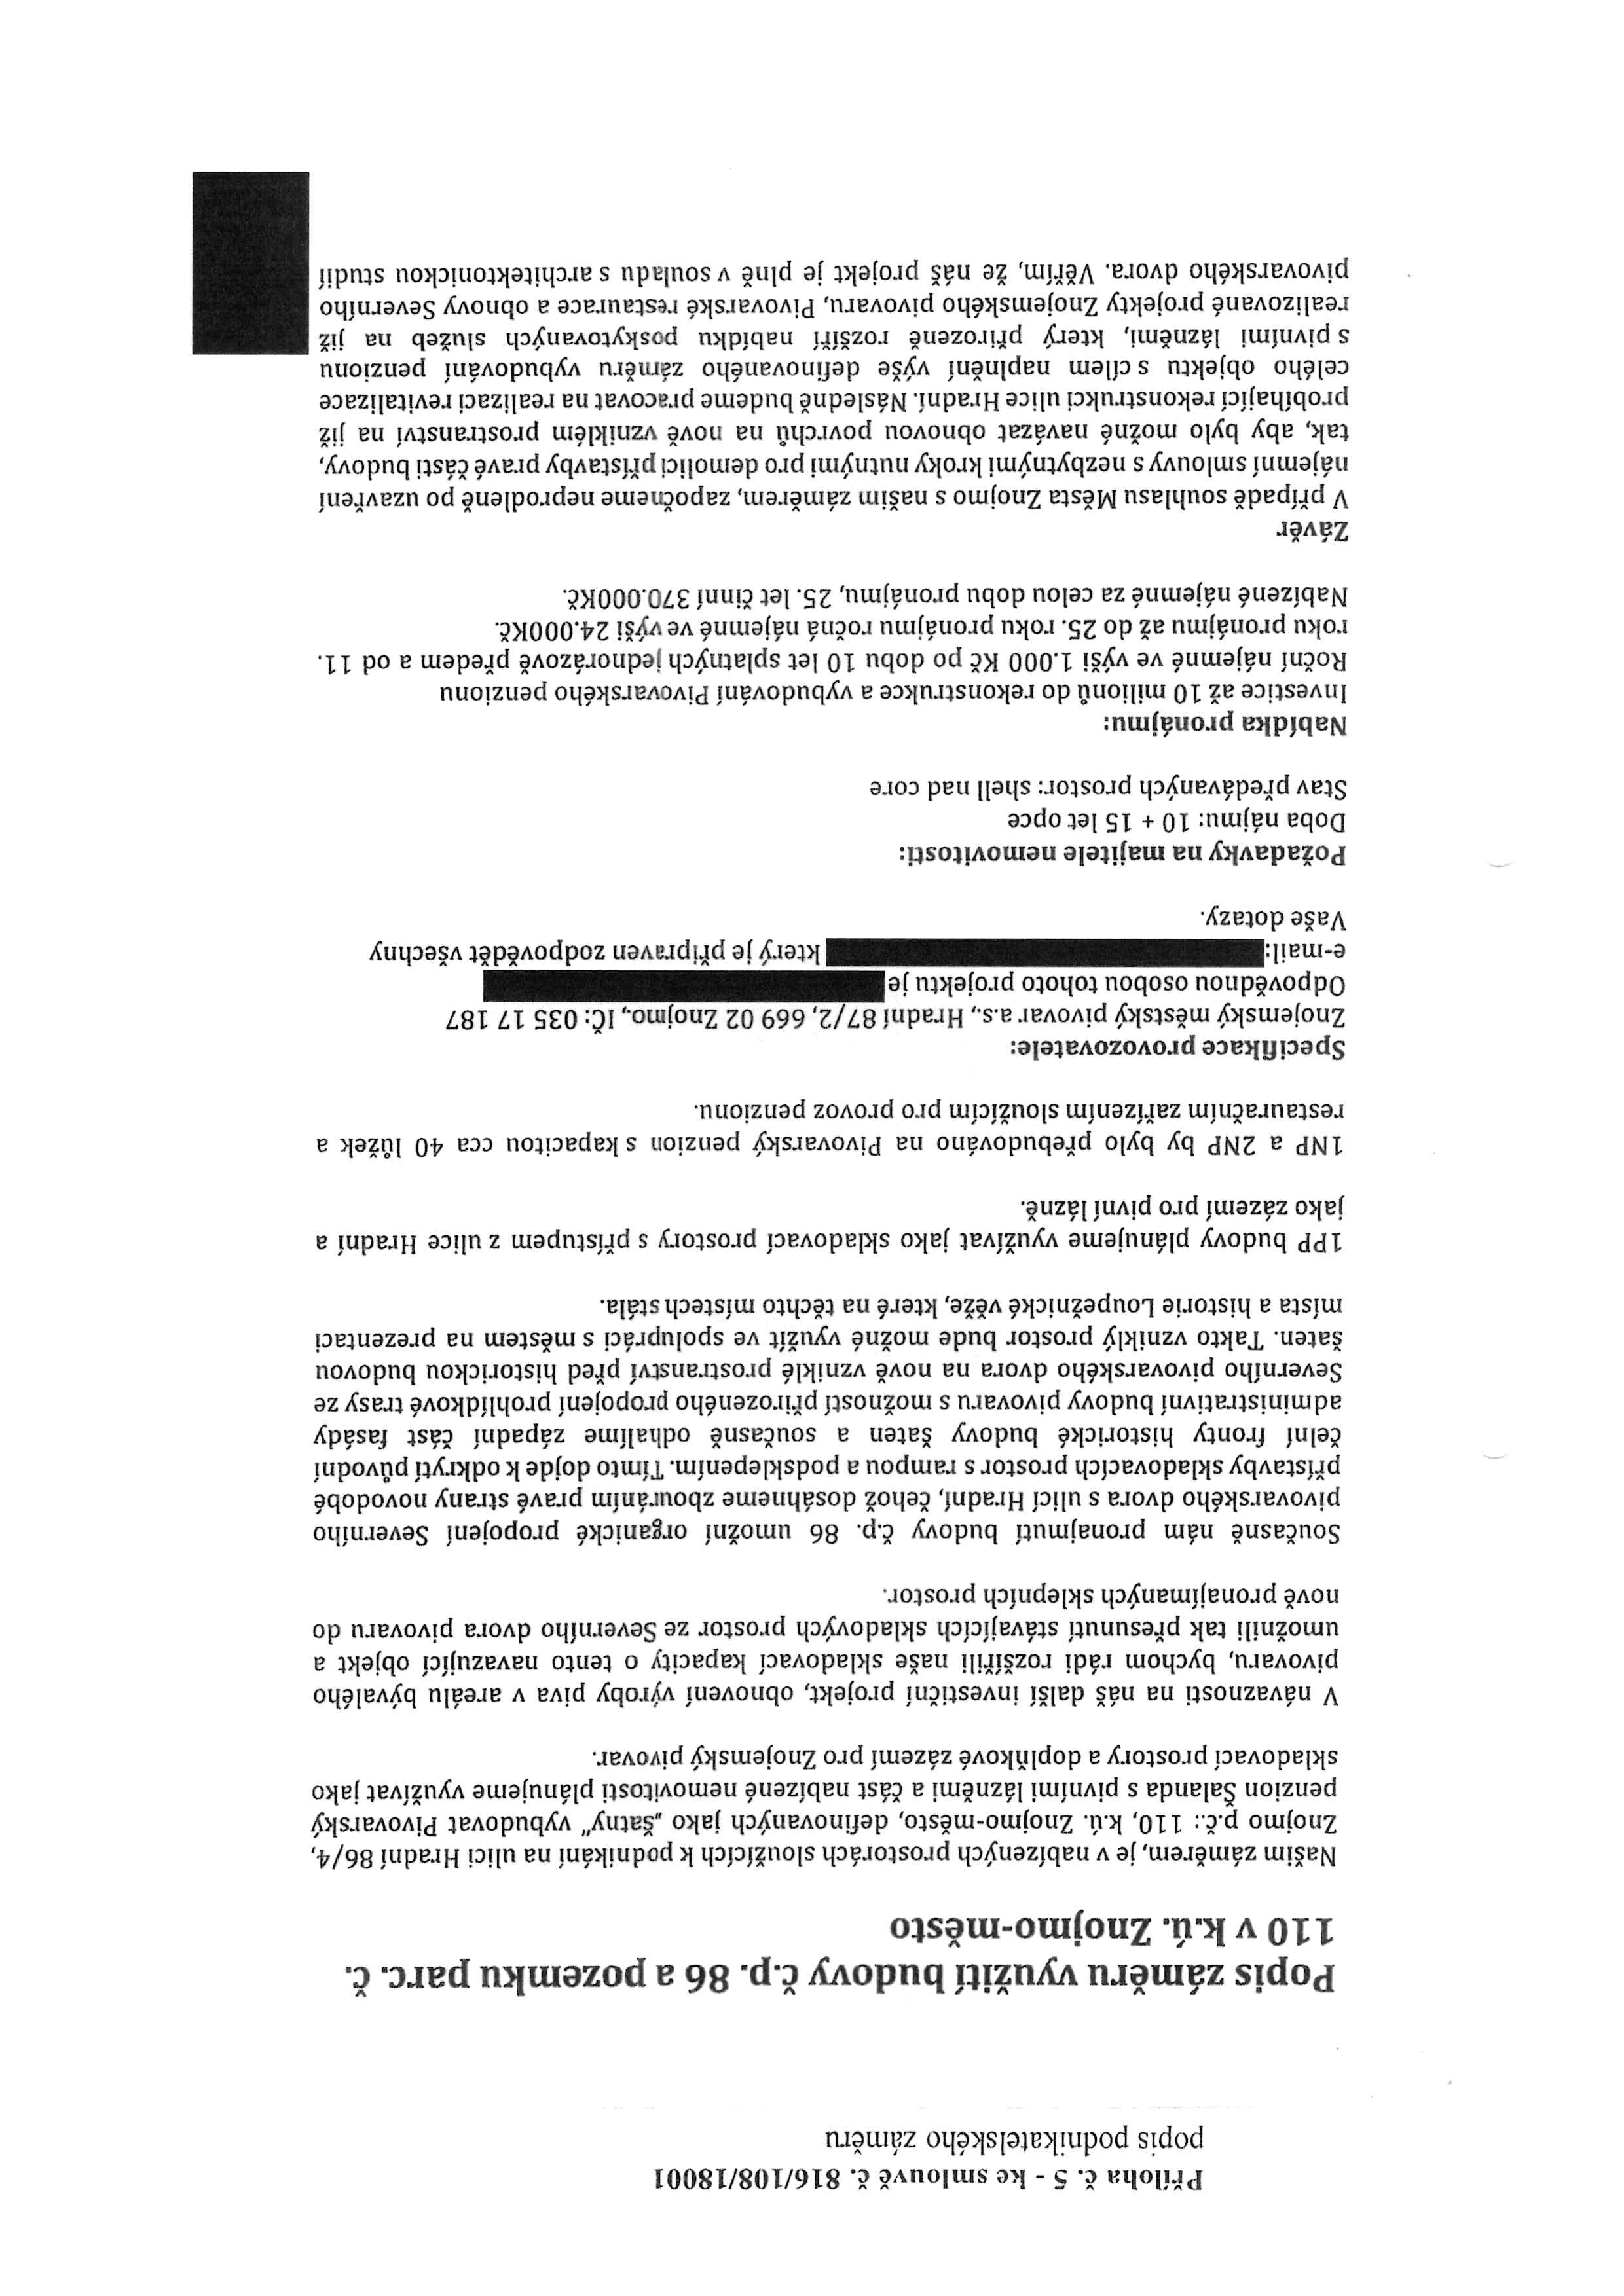 Příloha č. 5 - ke smlouvě č. 816/108/18001
popis podnikatelského záměru
Popis záměru využití budovy č.p. 86 a pozemku parc. č.
110 v k.ú. Znojmo-město
Našim záměrem, je v nabízených prostorách sloužících k podnikání na ulici Hradní 86/4,
Znojmo p.č.: 110, k.ú. Znojmo-město, definovaných jako „šatny" vybudovat Pivovarský
penzion Šalanda s pivními lázněmi a část nabízené nemovitosti plánujeme využívat jako
skladovací prostory a doplňkové zázemí pro Znojemský pivovar.
V návaznosti na náš další investiční projekt, obnovení výroby piva v areálu bývalého
pivovaru, bychom rádi rozšířili naše skladovací kapacity o tento navazující objekt a
umožnili tak přesunutí stávajících skladových prostor ze Severního dvora pivovaru do
nově pronajímaných sklepních prostor.
Současně nám pronajmutí budovy č.p. 86 umožní organické propojení Severního
pivovarského dvora s ulicí Hradní, čehož dosáhneme zbouráním pravé strany novodobé
přístavby skladovacích prostor s rampou a podsklepením. Tímto dojde k odkrytí původní
čelní fronty historické budovy šaten a současně odhalíme západní část fasády
administrativní budovy pivovaru s možností přirozeného propojení prohlídkové trasy ze
Severního pivovarského dvora na nově vzniklé prostranství před historickou budovou
šaten. Takto vzniklý prostor bude možné využít ve spolupráci s městem na prezentaci
místa a historie Loupežnické věže, které na těchto místech stála.
1PP budovy plánujeme využívat jako skladovací prostory s přístupem z ulice Hradní a
jako zázemí pro pivní lázně.
1NP a 2NP by bylo přebudováno na Pivovarský penzion s kapacitou cca 40 lůžek a
restauračním zařízením sloužícím pro provoz penzionu.
Specifikace provozovatele:
Znojemský městský pivovar a.s., Hradní 87/2, 669 02 Znojmo., IČ: 035 17 187
Odpovědnou osobou tohoto projektu je
e-mail: který je připraven zodpovědět všechny
Vaše dotazy.
Požadavky na majitele nemovitosti:
Doba nájmu: 10 + 15 let opce
Stav předávaných prostor: shell nad core
Nabídka pronájmu:
Investice až 10 milionů do rekonstrukce a vybudování Pivovarského penzionu
Roční nájemné ve výši 1.000 Kč po dobu 10 let splatných jednorázově předem a od 11.
roku pronájmu až do 25. roku pronájmu ročná nájemné ve výši 24.000Kč.
Nabízené nájemné za celou dobu pronájmu, 25. let činní 370.000Kč.
Závěr
V případě souhlasu Města Znojmo s našim záměrem, započneme neprodleně po uzavření
nájemní smlouvy s nezbytnými kroky nutnými pro demolici přístavby pravé části budovy,
tak, aby bylo možné navázat obnovou povrchů na nově vzniklém prostranství na již
probíhající rekonstrukci ulice Hradní. Následně budeme pracovat na realizaci revitalizace
celého objektu s cílem naplnění výše definovaného záměru vybudování penzionu
s pivními lázněmi, který přirozeně rozšíří nabídku poskytovaných služeb na již
realizované projekty Znojemského pivovaru, Pivovarské restaurace a obnovy Severního
pivovarského dvora. Věřím, že náš projekt je plně v souladu s architektonickou studií